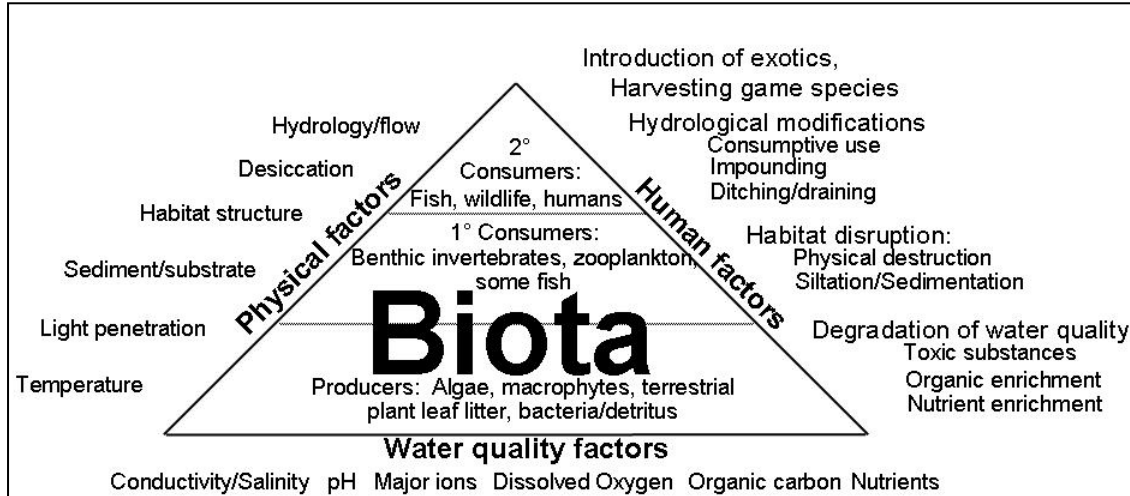 Introduction of exotics,
Harvesting game species
Hydrology/flow
Desiccation
Habitat structure
Sediment/substrate
Light penetration
Temperature
Physical factors
2°
Consumers:
Fish, wildlife, humans
1° Consumers:
Benthic invertebrates, zooplankton,
some fish
Biota
Producers: Algae, macrophytes, terrestrial
plant leaf litter, bacteria/detritus
Human factors
Hydrological modifications
Consumptive use
Impounding
Ditching/draining
Habitat disruption:
Physical destruction
Siltation/Sedimentation
Degradation of water quality
Toxic substances
Organic enrichment
Nutrient enrichment
Water quality factors
Conductivity/Salinity pH Major ions Dissolved Oxygen Organic carbon Nutrients